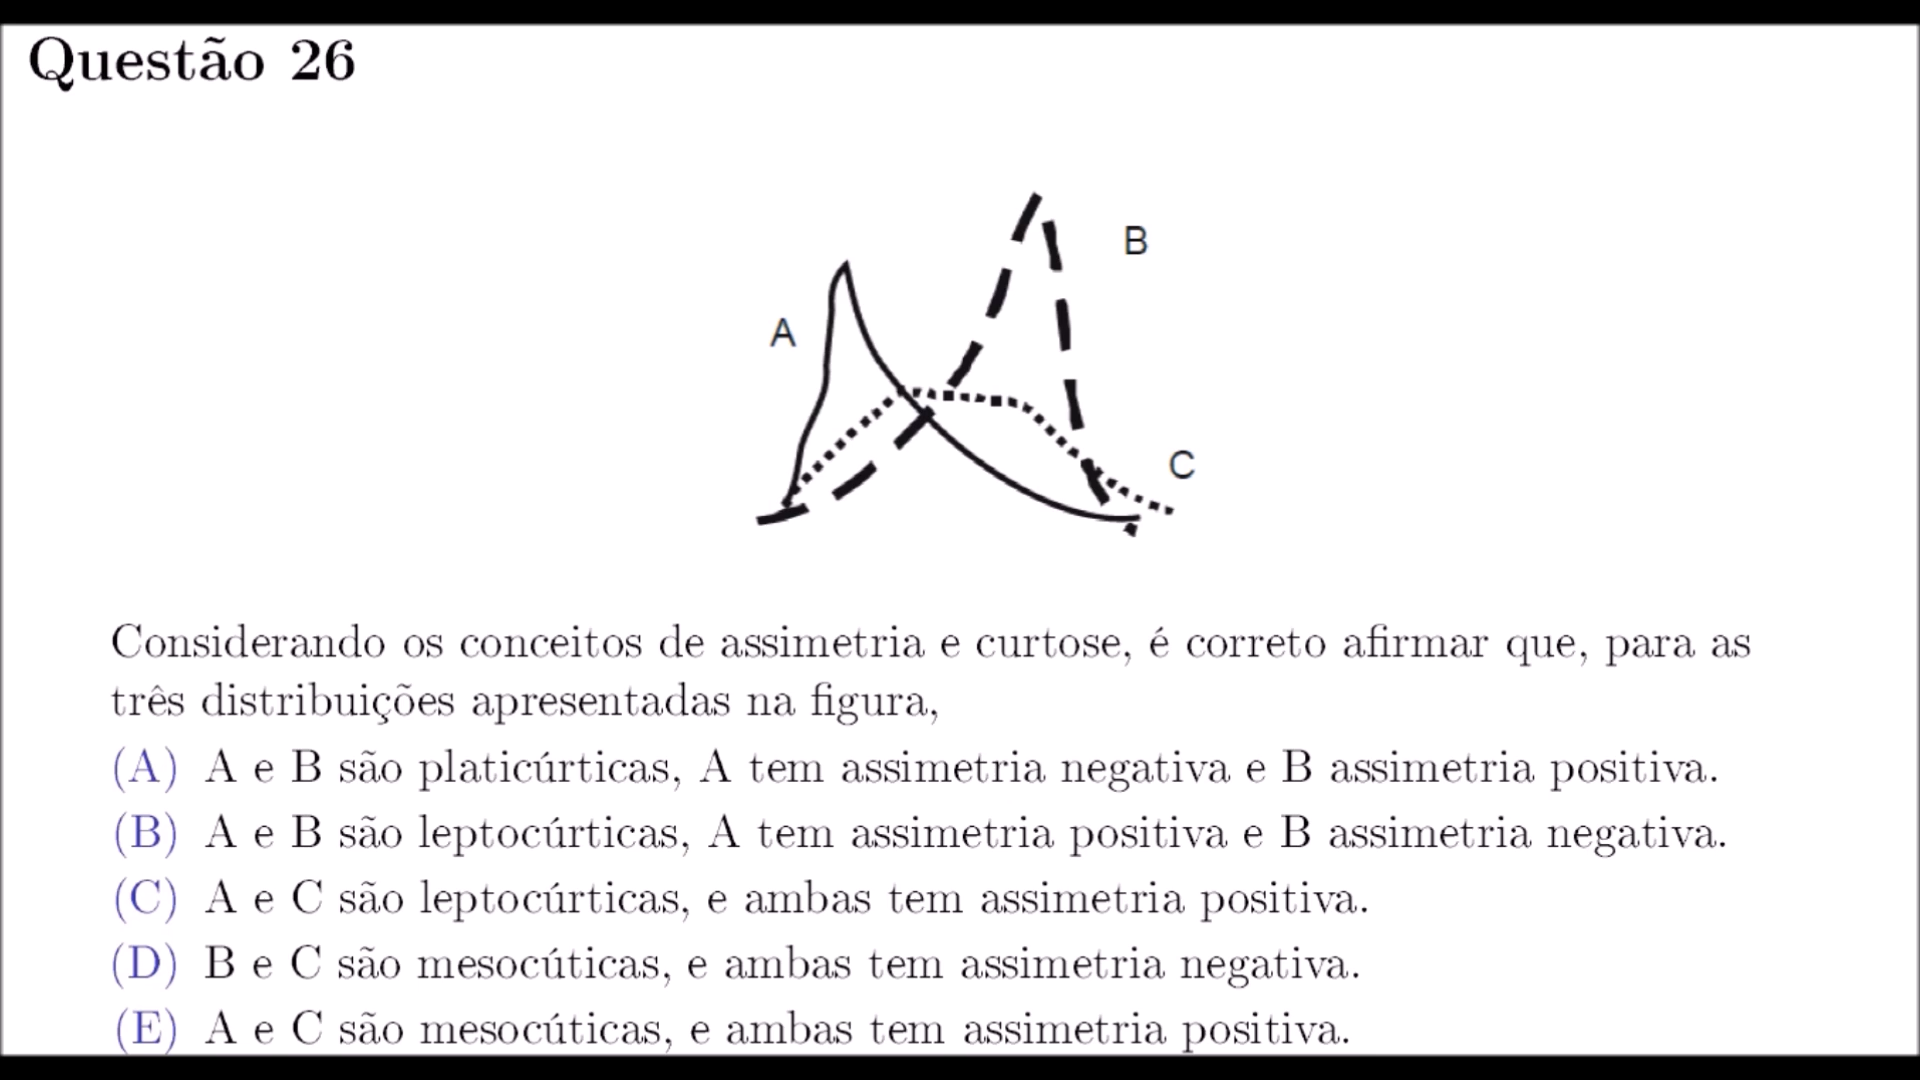 Questão 26
B
A
C
Considerando os conceitos de assimetria e curtose, é correto afirmar que, para as
três distribuições apresentadas na figura,
(A) A e B são platicúrticas, A tem assimetria negativa e B assimetria positiva.
(B) A e B são leptocúrticas, A tem assimetria positiva e B assimetria negativa.
(C) A e C são leptocúrticas, e ambas tem assimetria positiva.
(D) B e C são mesocúticas, e ambas tem assimetria negativa.
(E) A e C são mesocúticas, e ambas tem assimetria positiva.